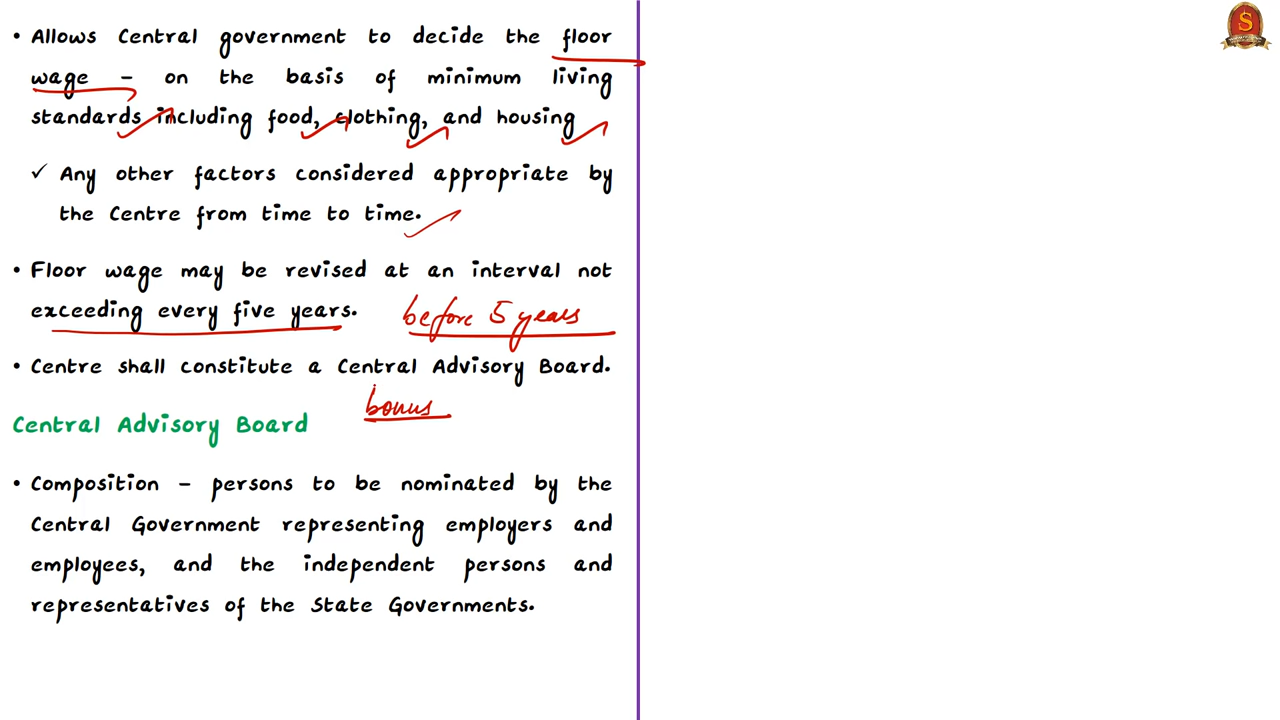 • Allows Central government to decide the floor
wage – on the basis of minimum living
standards including food, clothing, and housing
✓ Any other factors considered appropriate by
the Centre from time to time.
• Floor wage may be revised at an interval not
exceeding every five years. before 5 years
• Centre shall constitute a Central Advisory Board.
bonus
Central Advisory Board
• Composition – persons to be nominated by the
Central Government representing employers and
employees, and the independent persons and
representatives of the State Governments.
S